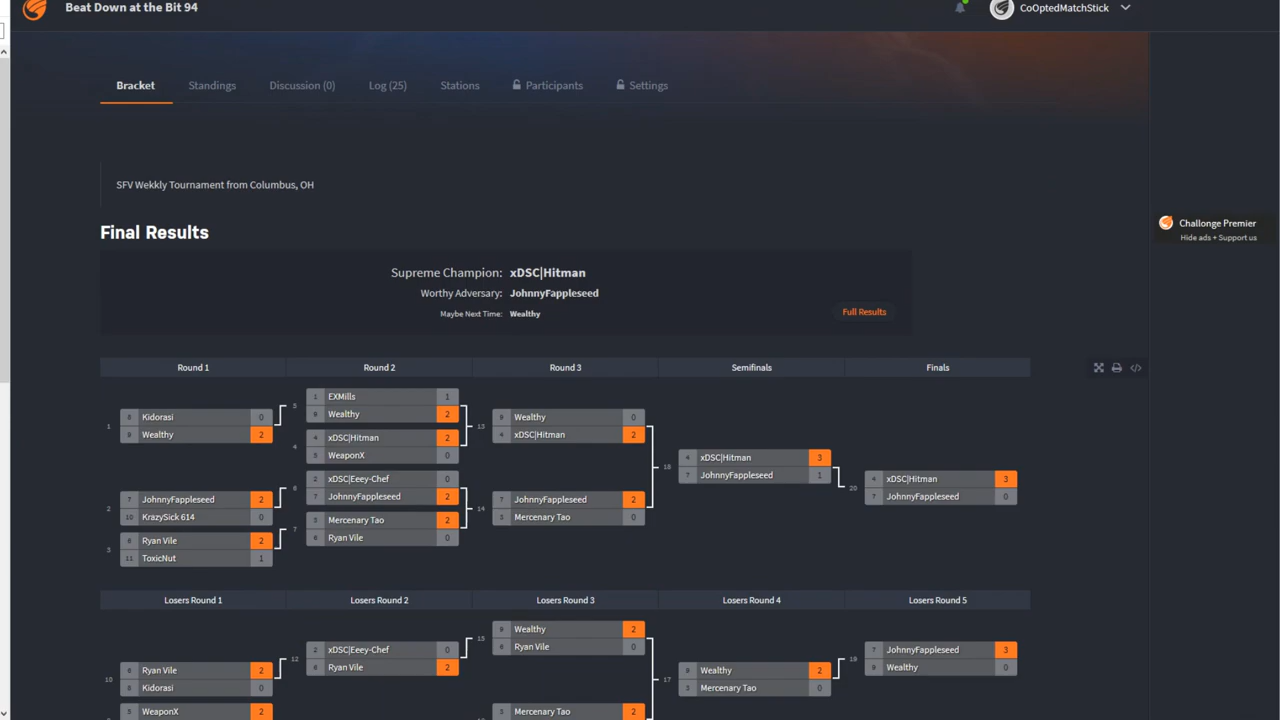 Beat Down at the Bit 94
CoOptedMatchStick
Bracket Standings Discussion (0) Log (25) Stations Participants Settings
SFV Wekkly Tournament from Columbus, OH
Challonge Premier
Hide ads + Support us
Final Results
Supreme Champion: xDSC|Hitman
Worthy Adversary: JohnnyFappleseed
Maybe Next Time: Wealthy
Full Results
Round 1 Round 2 Round 3 Semifinals Finals
1
8 Kidorasi 0
9 Wealthy 2
2
7 JohnnyFappleseed 2
10 KrazySick 614 0
3
6 Ryan Vile 2
11 ToxicNut 1
5
1 EXMills 1
9 Wealthy 2
4
4 xDSC|Hitman 2
5 WeaponX 0
6
2 xDSC|Eeey-Chef 0
7 JohnnyFappleseed 2
7
Mercenary Tao 2
6 Ryan Vile 0
13
9 Wealthy 0
4 xDSC|Hitman 2
14
7 JohnnyFappleseed 2
Mercenary Tao 0
18
4 xDSC|Hitman 3
7 JohnnyFappleseed 1
20
4 xDSC|Hitman 3
7 JohnnyFappleseed 0
Losers Round 1 Losers Round 2 Losers Round 3 Losers Round 4 Losers Round 5
10
6 Ryan Vile 2
8 Kidorasi 0
WeaponX 2
12
2 xDSC|Eeey-Chef 0
6 Ryan Vile 2
15
9 Wealthy 2
6 Ryan Vile 0
Mercenary Tao 2
17
9 Wealthy 2
Mercenary Tao 0
19
7 JohnnyFappleseed 3
9 Wealthy 0